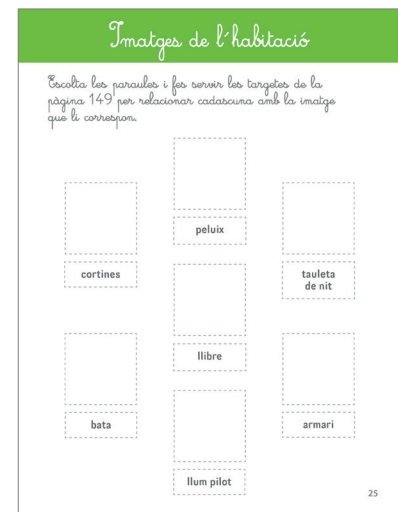 Imatges de l'habitació
Escolta les paraules i fes servir les targetes de la
pàgina 149 per relacionar cadascuna amb la imatge
que li correspon.
peluix
cortines
tauleta
de nit
llibre
bata
armari
llum pilot
25